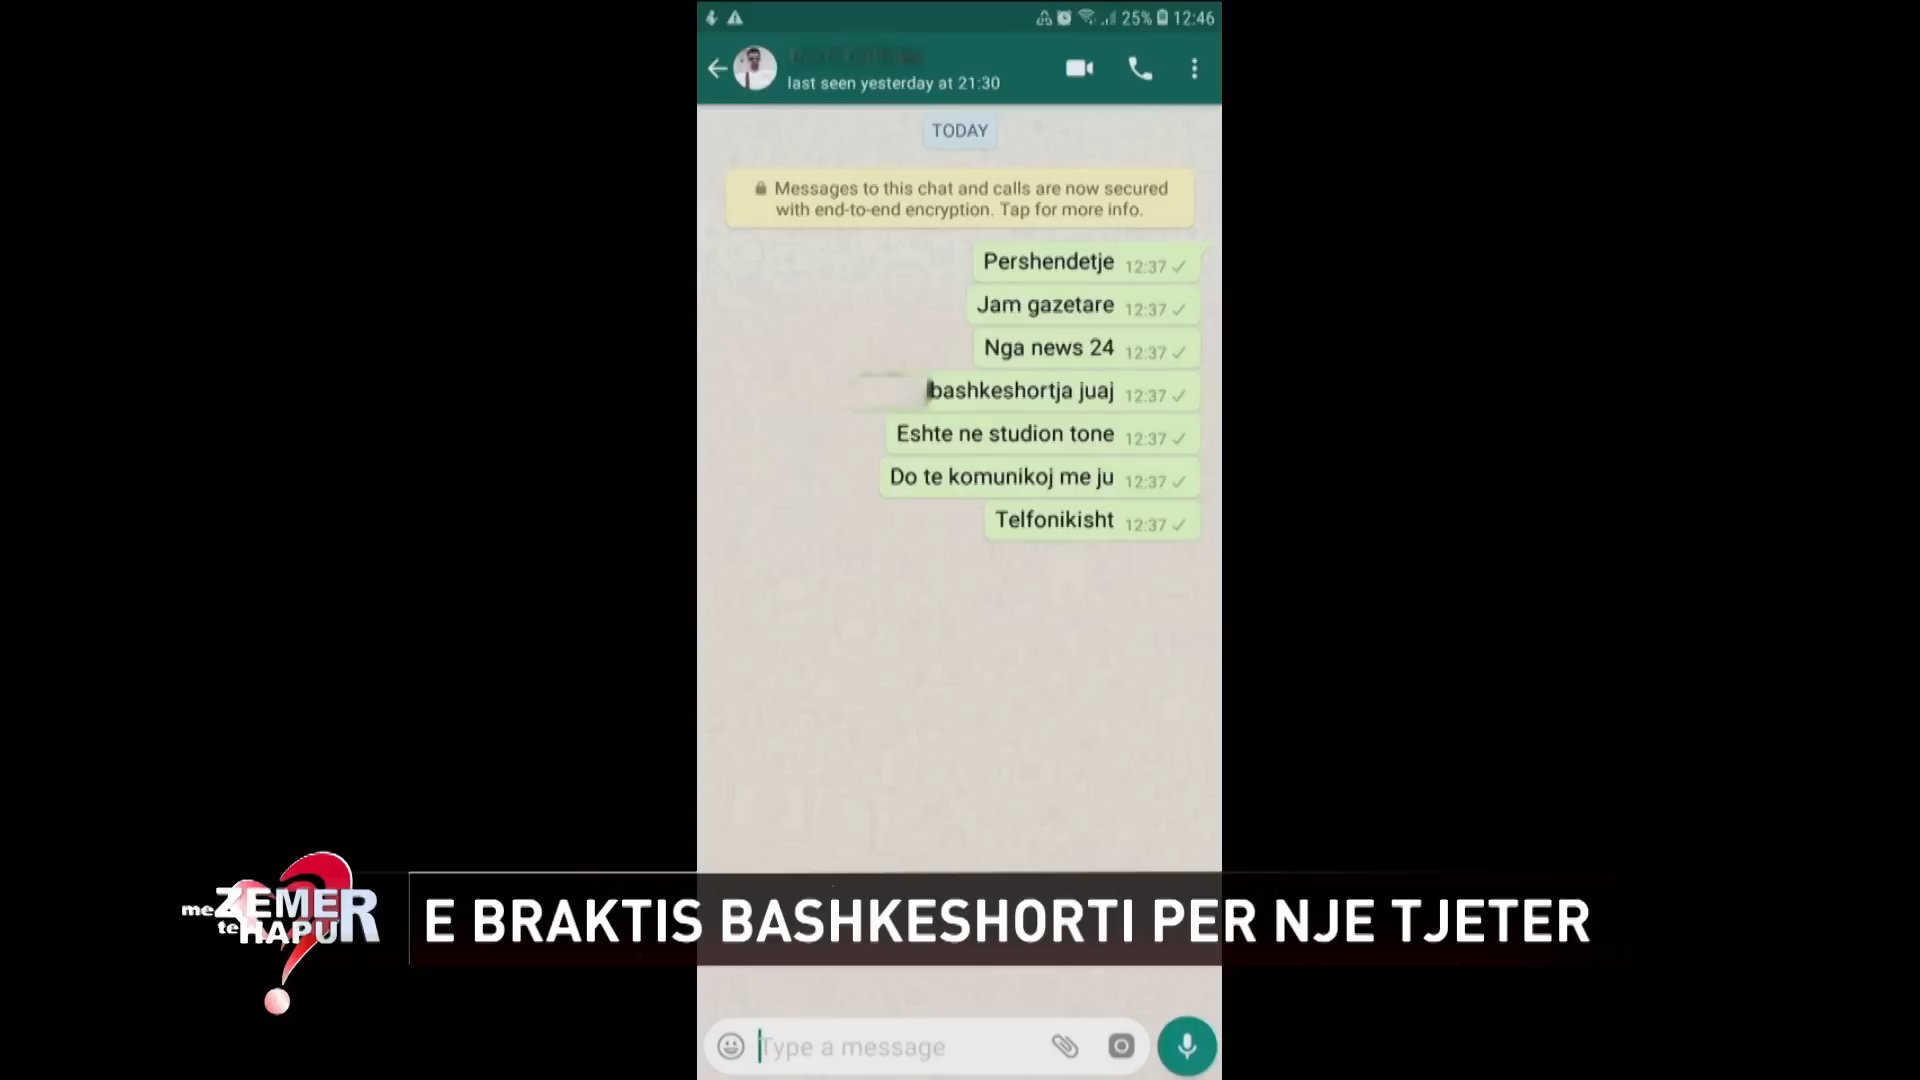 25% 12:46
last seen yesterday at 21:30
TODAY
Messages to this chat and calls are now secured
with end-to-end encryption. Tap for more info.
Pershendetje 12:37
Jam gazetare 12:37
Nga news 24 12:37
bashkeshortja juaj 12:37
Eshte ne studion tone 12:37
Do te komunikoj me ju 12:37
Telfonikisht 12:37
me ZEMER
te HAPUR
E BRAKTIS BASHKESHORTI PER NJE TJETER
Type a message